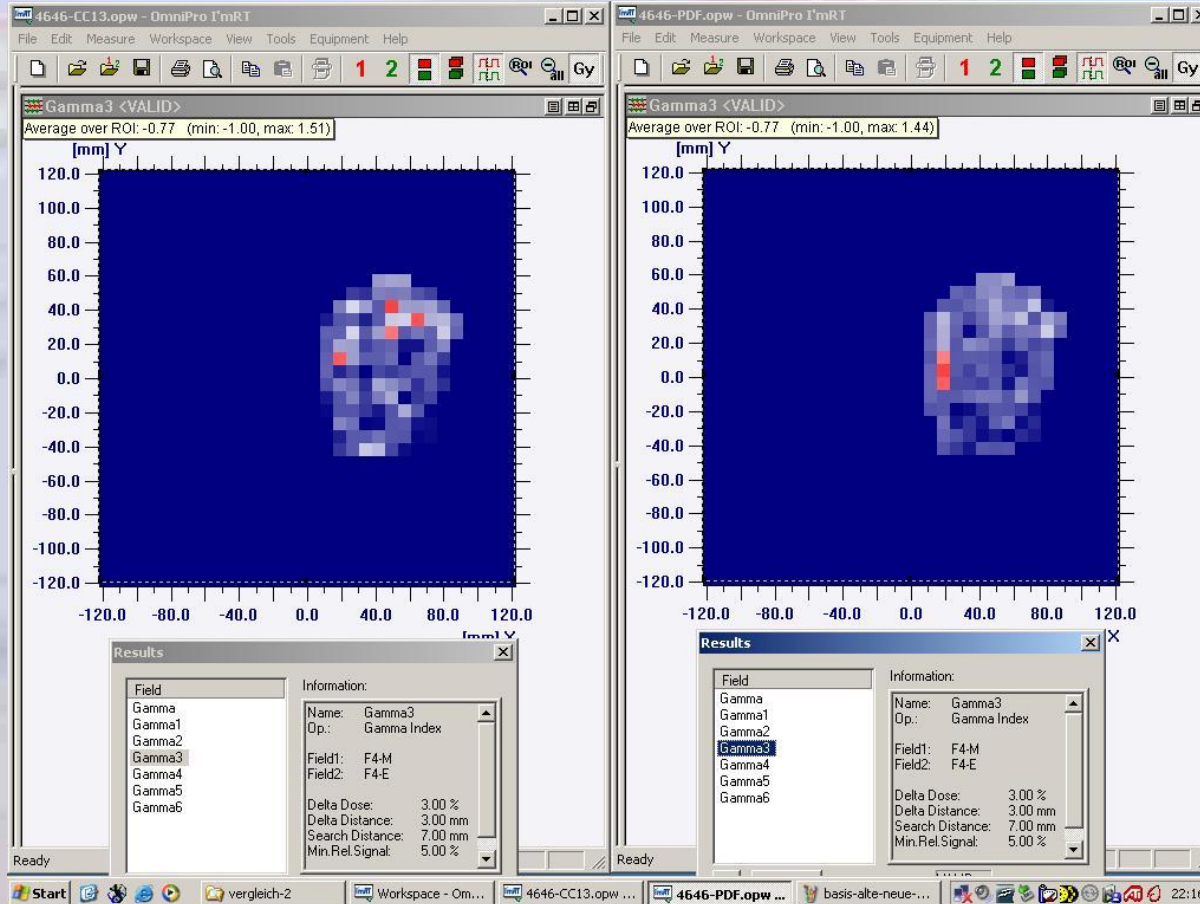 4646-CC13.opw - OmniPro I'mRT
File Edit Measure Workspace View Tools Equipment Help
1 2 ROI All Gy
Gamma3 <VALID>
Average over ROI: -0.77 (min: -1.00, max: 1.51)
[mm] Y
120.0
100.0
80.0
60.0
40.0
20.0
0.0
-20.0
-40.0
-60.0
-80.0
-100.0
-120.0
-120.0 -80.0 -40.0 0.0 40.0 80.0 120.0
Results
Field
Gamma
Gamma1
Gamma2
Gamma3
Gamma4
Gamma5
Gamma6
Information:
Name: Gamma3
Op.: Gamma Index
Field1: F4-M
Field2: F4-E
Delta Dose: 3.00 %
Delta Distance: 3.00 mm
Search Distance: 7.00 mm
Min.Rel.Signal: 5.00 %
Ready
4646-PDF.opw - OmniPro I'mRT
File Edit Measure Workspace View Tools Equipment Help
1 2 ROI All Gy
Gamma3 <VALID>
Average over ROI: -0.77 (min: -1.00, max: 1.44)
[mm] Y
120.0
100.0
80.0
60.0
40.0
20.0
0.0
-20.0
-40.0
-60.0
-80.0
-100.0
-120.0
-120.0 -80.0 -40.0 0.0 40.0 80.0 120.0
X
Results
Field
Gamma
Gamma1
Gamma2
Gamma3
Gamma4
Gamma5
Gamma6
Information:
Name: Gamma3
Op.: Gamma Index
Field1: F4-M
Field2: F4-E
Delta Dose: 3.00 %
Delta Distance: 3.00 mm
Search Distance: 7.00 mm
Min.Rel.Signal: 5.00 %
Ready
Start vergleich-2 Workspace - Om... 4646-CC13.opw ... 4646-PDF.opw ... basis-alte-neue-... 22:16